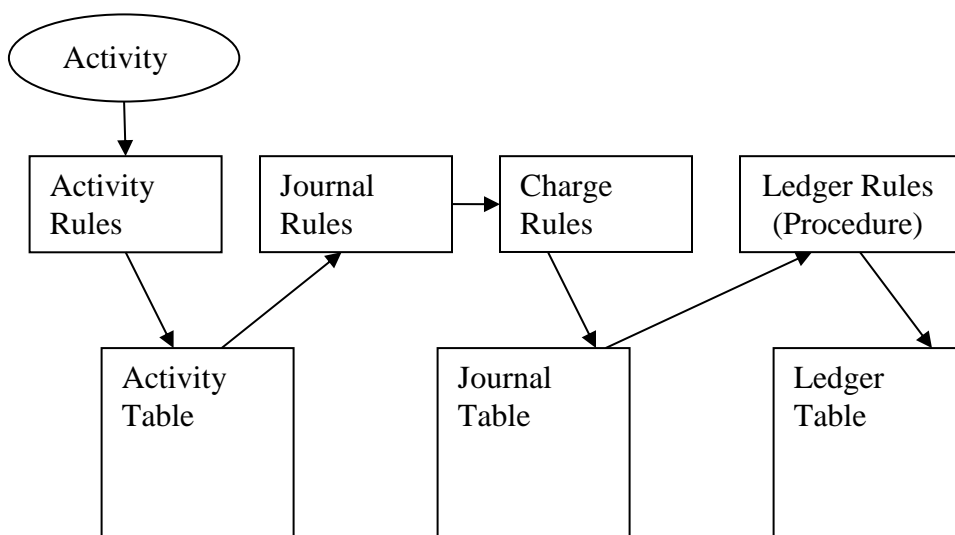 Activity
Activity
Rules
Journal
Rules
Charge
Rules
Ledger Rules
(Procedure)
Activity
Table
Journal
Table
Ledger
Table